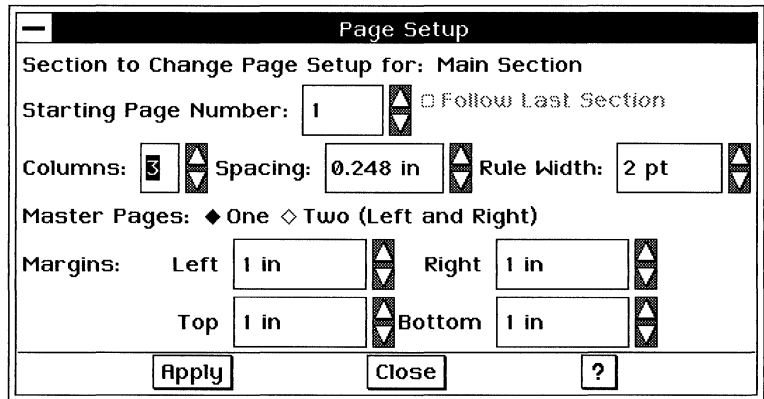 Page Setup
Section to Change Page Setup for: Main Section
Starting Page Number: 1 Follow Last Section
Columns: 3 Spacing: 0.248 in Rule Width: 2 pt
Master Pages: One Two (Left and Right)
Margins: Left 1 in Right 1 in
Top 1 in Bottom 1 in
Apply Close ?